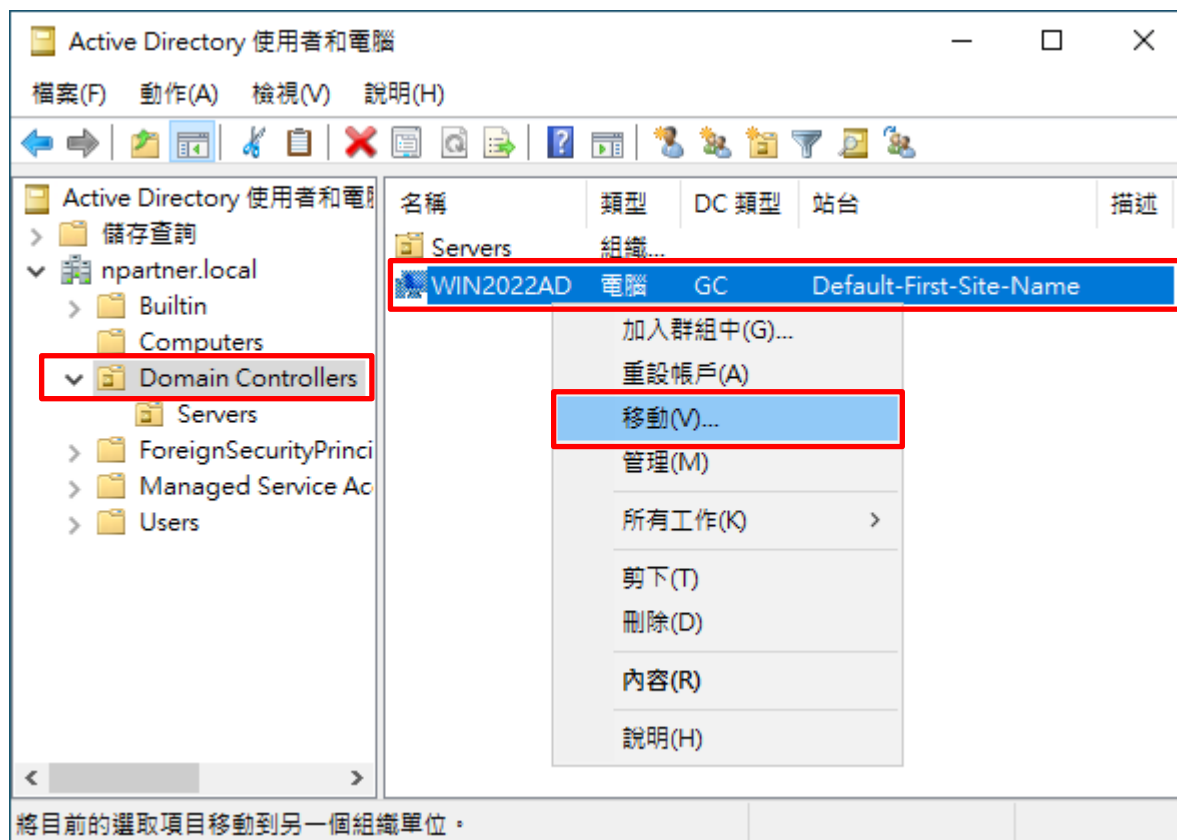 Active Directory 使用者和電腦
檔案(F) 動作(A) 檢視(V) 說明(H)
Active Directory 使用者和電腦
儲存查詢
npartner.local
Builtin
Computers
Domain Controllers
Servers
ForeignSecurityPrinci
Managed Service Ac
Users
名稱 類型 DC 類型 站台 描述
Servers 組織...
WIN2022AD 電腦 GC Default-First-Site-Name
加入群組中(G)...
重設帳戶(A)
移動(V)...
管理(M)
所有工作(K)
剪下(T)
刪除(D)
內容(R)
說明(H)
將目前的選取項目移動到另一個組織單位。